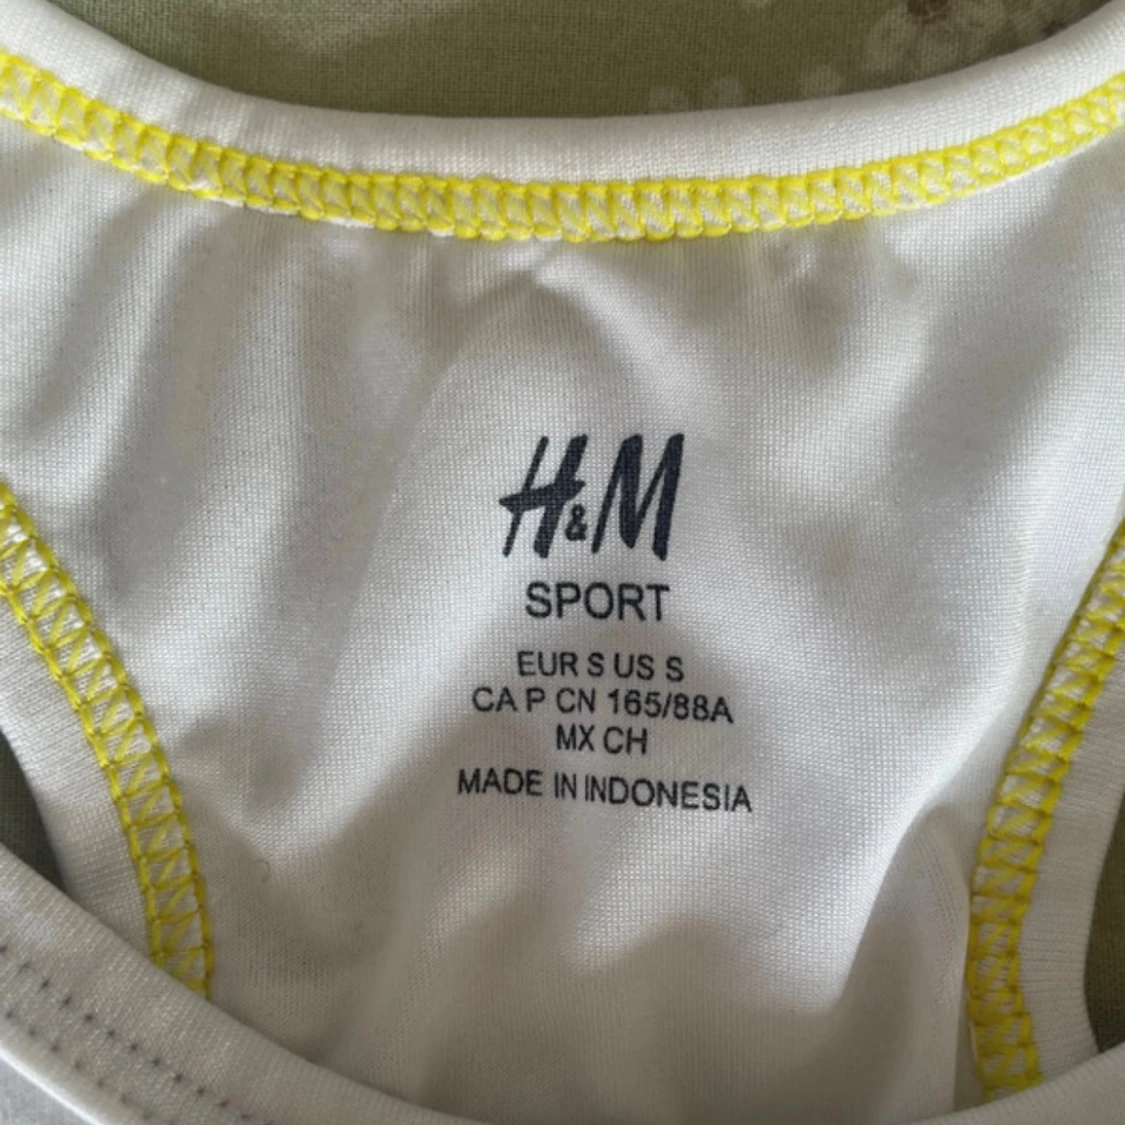 H&M
SPORT
EUR S US S
CA P CN 165/88A
MX CH
MADE IN INDONESIA